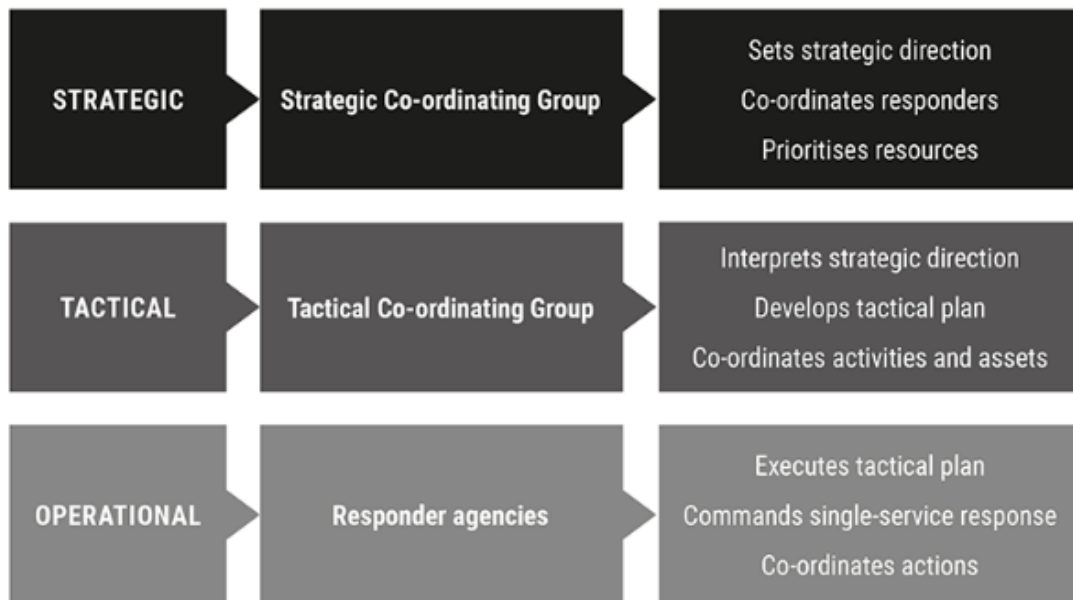 STRATEGIC
Strategic Co-ordinating Group
Sets strategic direction
Co-ordinates responders
Prioritises resources
TACTICAL
Tactical Co-ordinating Group
Interprets strategic direction
Develops tactical plan
Co-ordinates activities and assets
OPERATIONAL
Responder agencies
Executes tactical plan
Commands single-service response
Co-ordinates actions